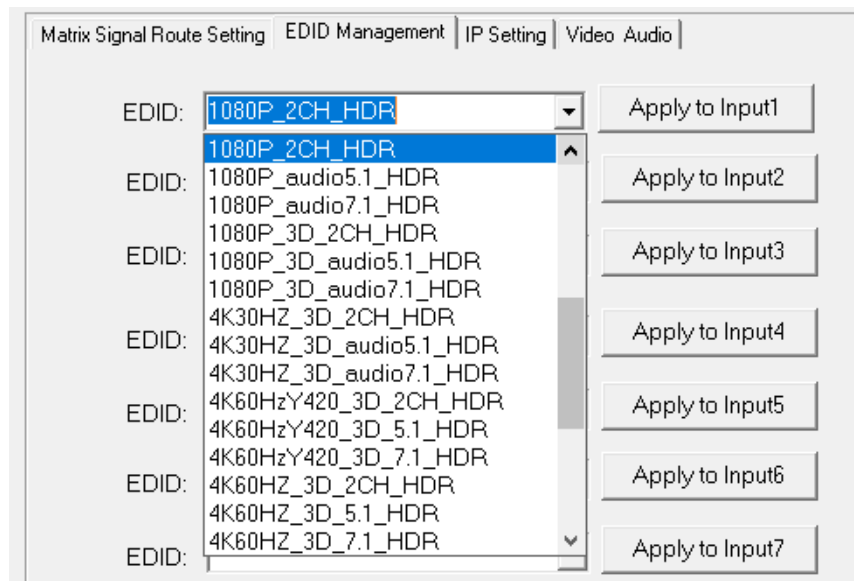 Matrix Signal Route Setting EDID Management IP Setting Video Audio
EDID: 1080P_2CH_HDR Apply to Input1
1080P_2CH_HDR
EDID: 1080P_audio5.1_HDR Apply to Input2
1080P_audio7.1_HDR
1080P_3D_2CH_HDR
EDID: 1080P_3D_audio5.1_HDR Apply to Input3
1080P_3D_audio7.1_HDR
4K30HZ_3D_2CH_HDR
EDID: 4K30HZ_3D_audio5.1_HDR Apply to Input4
4K30HZ_3D_audio7.1_HDR
4K60HzY420_3D_2CH_HDR
EDID: 4K60HzY420_3D_5.1_HDR Apply to Input5
4K60HzY420_3D_7.1_HDR
EDID: 4K60HZ_3D_2CH_HDR Apply to Input6
4K60HZ_3D_5.1_HDR
4K60HZ_3D_7.1_HDR
EDID: Apply to Input7